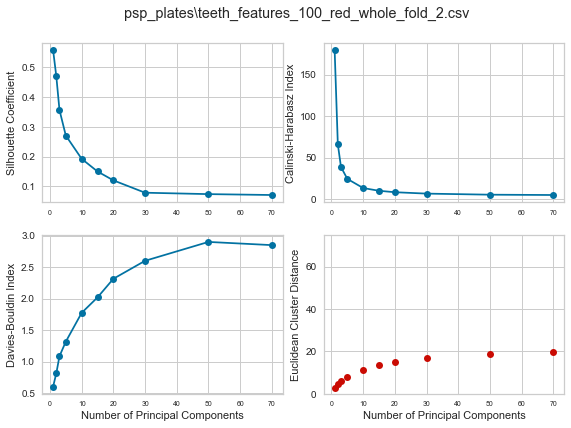 psp_plates\teeth_features_100_red_whole_fold_2.csv
Silhouette Coefficient
0.5
0.4
0.3
0.2
0.1
0 10 20 30 40 50 60 70
Calinski-Harabasz Index
150
100
50
0
0 10 20 30 40 50 60 70
Davies-Bouldin Index
3.0
2.5
2.0
1.5
1.0
0.5
0 10 20 30 40 50 60 70
Number of Principal Components
Euclidean Cluster Distance
60
40
20
0
0 10 20 30 40 50 60 70
Number of Principal Components